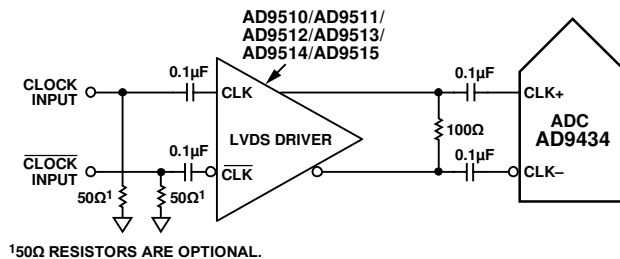 AD9510/AD9511/
AD9512/AD9513/
AD9514/AD9515
CLOCK
INPUT
0.1µF
CLK
0.1µF
CLK+
ADC
AD9434
LVDS DRIVER
100Ω
CLOCK
INPUT
0.1µF
CLK
0.1µF
CLK–
50Ω¹
50Ω¹
¹50Ω RESISTORS ARE OPTIONAL.